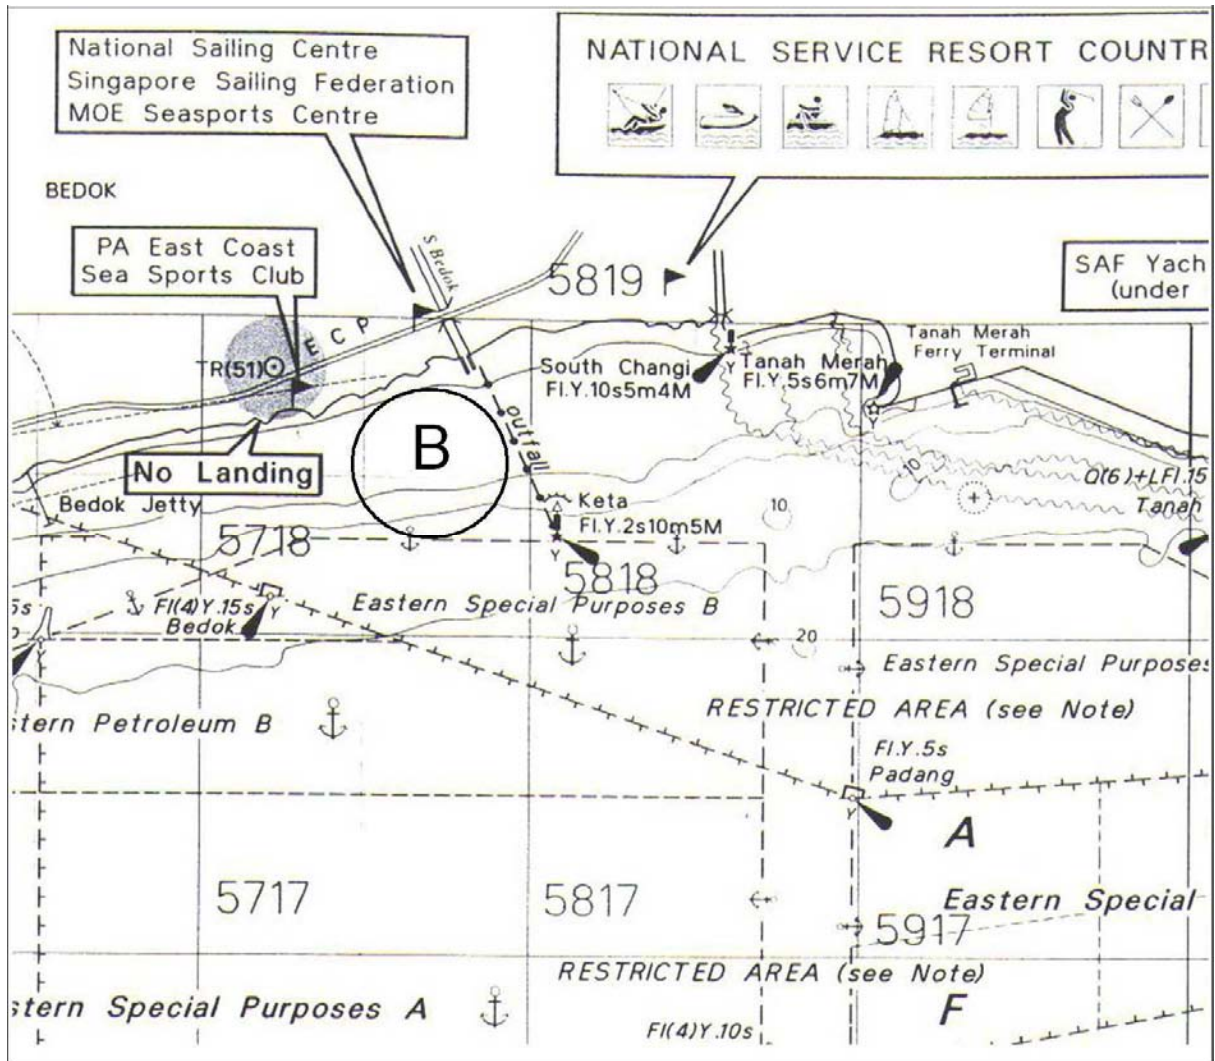 National Sailing Centre
Singapore Sailing Federation
MOE Seasports Centre
NATIONAL SERVICE RESORT COUNTR
BEDOK
PA East Coast
Sea Sports Club
S Bedok
5819
SAF Yach
(under
ECP
TR(51)
South Changi
Fl.Y.10s5m4M
Y
Tanah Merah
Fl.Y.5s6m7M
Y
Tanah Merah
Ferry Terminal
No Landing
B
Outfall
10
Q(6)+LFl.15
Tanah
Bedok Jetty
Keta
Fl.Y.2s10m5M
Y
10
5718
5818
5918
Fl(4)Y.15s
Bedok
Y
Eastern Special Purposes B
20
Eastern Special Purposes
5s
Y
stern Petroleum B
RESTRICTED AREA (see Note)
Fl.Y.5s
Padang
Y
A
5717
5817
5917
Eastern Special
RESTRICTED AREA (see Note)
stern Special Purposes A
F
Fl(4)Y.10s